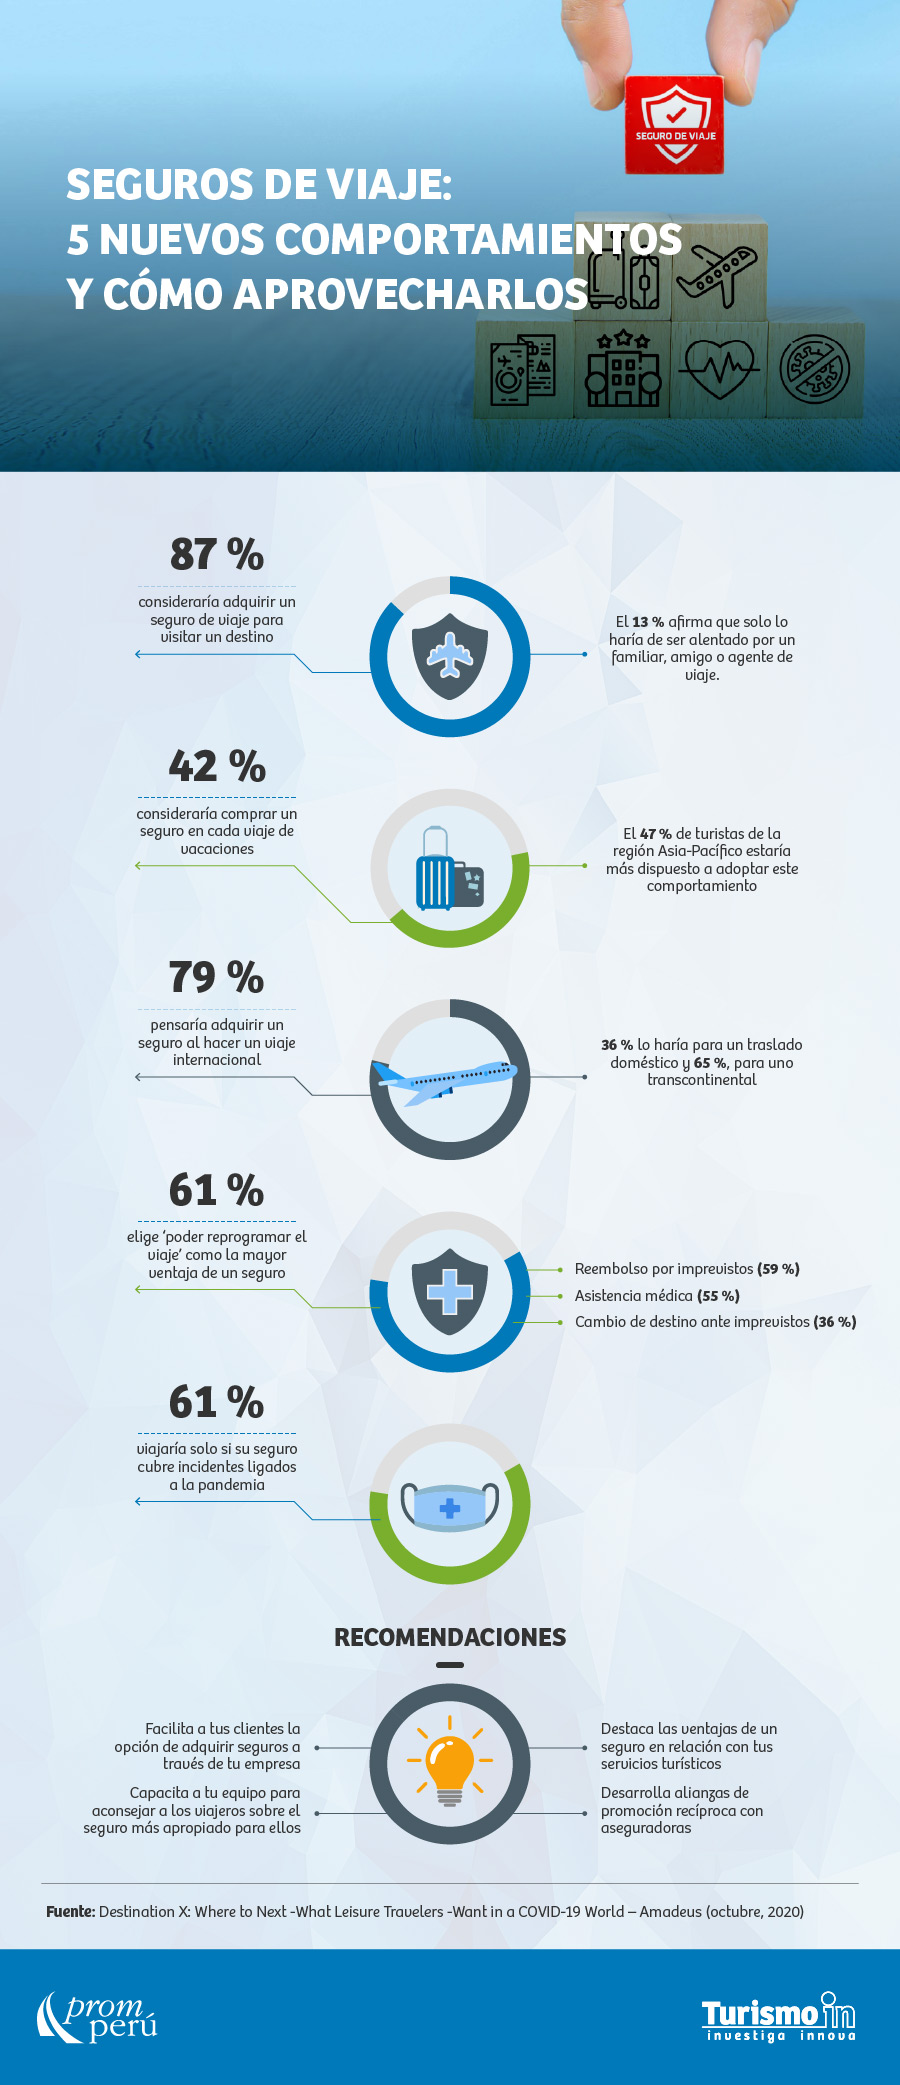 SEGURO DE VIAJE
SEGUROS DE VIAJE:
5 NUEVOS COMPORTAMIENTOS
Y CÓMO APROVECHARLOS
87 %
consideraría adquirir un
seguro de viaje para
visitar un destino
El 13 % afirma que solo lo
haría de ser alentado por un
familiar, amigo o agente de
viaje.
42 %
consideraría comprar un
seguro en cada viaje de
vacaciones
El 47 % de turistas de la
región Asia-Pacífico estaría
más dispuesto a adoptar este
comportamiento
79 %
pensaría adquirir un
seguro al hacer un viaje
internacional
36 % lo haría para un traslado
doméstico y 65 %, para uno
transcontinental
61 %
elige ‘poder reprogramar el
viaje’ como la mayor
ventaja de un seguro
Reembolso por imprevistos (59 %)
Asistencia médica (55 %)
Cambio de destino ante imprevistos (36 %)
61 %
viajaría solo si su seguro
cubre incidentes ligados
a la pandemia
RECOMENDACIONES
Facilita a tus clientes la
opción de adquirir seguros a
través de tu empresa
Capacita a tu equipo para
aconsejar a los viajeros sobre el
seguro más apropiado para ellos
Destaca las ventajas de un
seguro en relación con tus
servicios turísticos
Desarrolla alianzas de
promoción recíproca con
aseguradoras
Fuente: Destination X: Where to Next -What Leisure Travelers -Want in a COVID-19 World – Amadeus (octubre, 2020)
prom
perú
Turismo in
investiga innova